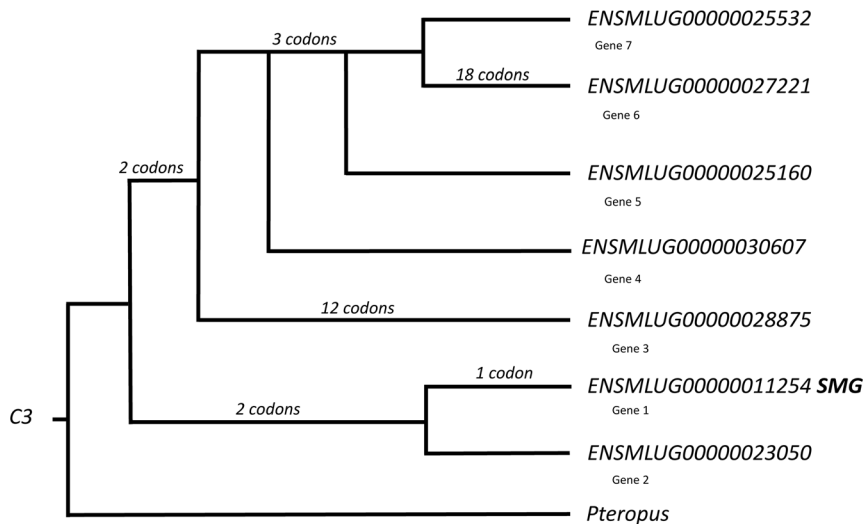 ENSMLUG00000025532
3 codons
Gene 7
18 codons
ENSMLUG00000027221
Gene 6
2 codons
ENSMLUG00000025160
Gene 5
ENSMLUG00000030607
Gene 4
12 codons
ENSMLUG00000028875
Gene 3
1 codon
ENSMLUG00000011254 SMG
Gene 1
2 codons
C3
ENSMLUG00000023050
Gene 2
Pteropus